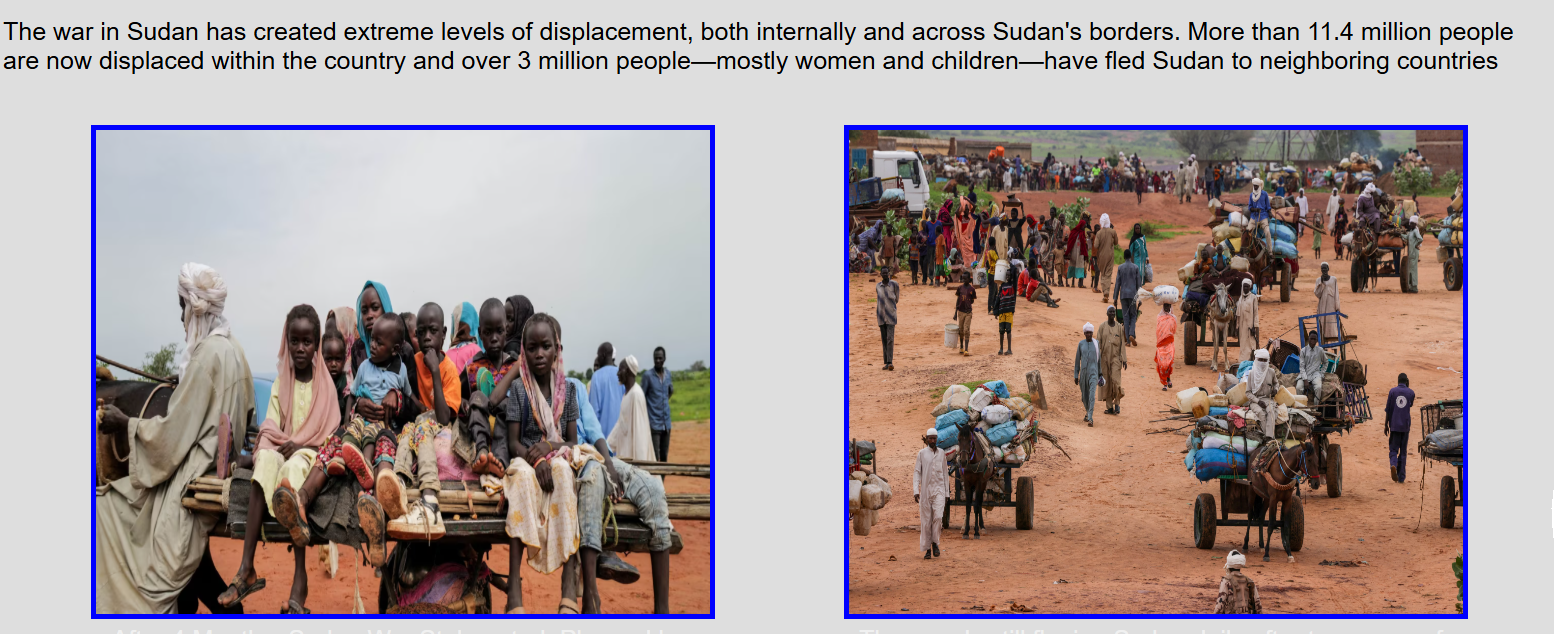 The war in Sudan has created extreme levels of displacement, both internally and across Sudan's borders. More than 11.4 million people
are now displaced within the country and over 3 million people—mostly women and children—have fled Sudan to neighboring countries